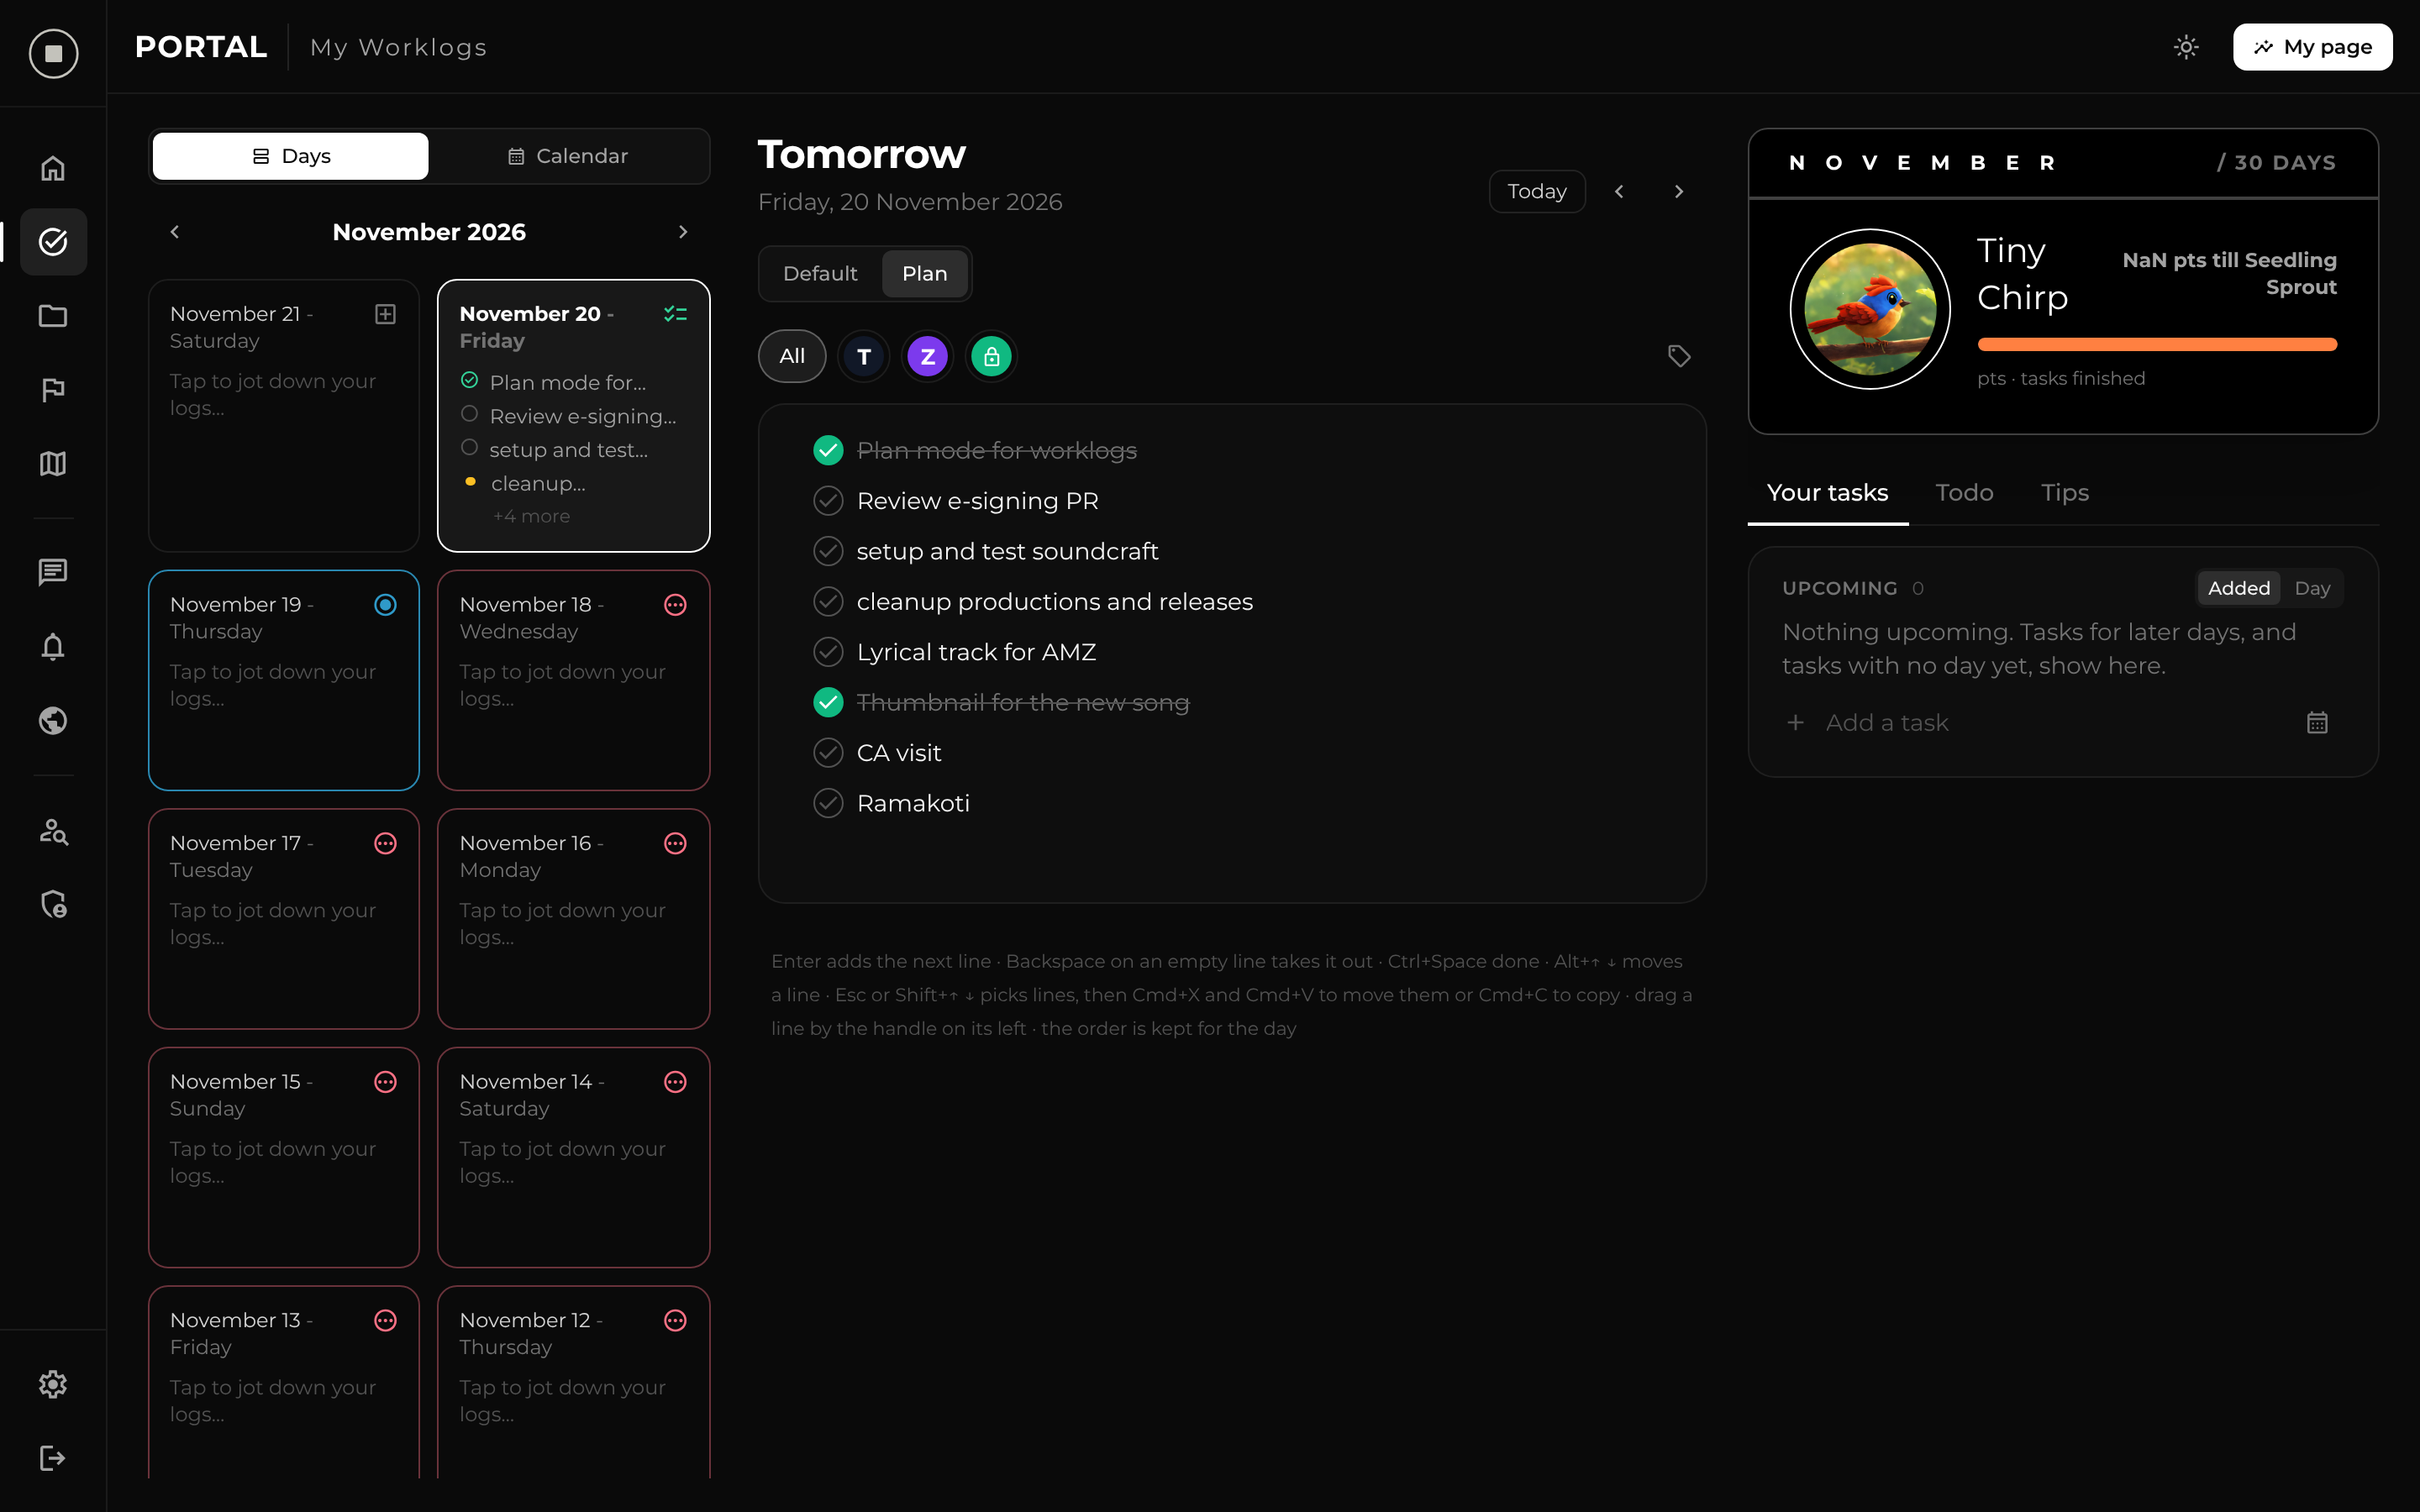 PORTAL
My Worklogs
My page
Days
Calendar
November 2026
November 21 -
Saturday
Tap to jot down your
logs...
November 20 -
Friday
Plan mode for...
Review e-signing...
setup and test...
cleanup...
+4 more
November 19 -
Thursday
Tap to jot down your
logs...
November 18 -
Wednesday
Tap to jot down your
logs...
November 17 -
Tuesday
Tap to jot down your
logs...
November 16 -
Monday
Tap to jot down your
logs...
November 15 -
Sunday
Tap to jot down your
logs...
November 14 -
Saturday
Tap to jot down your
logs...
November 13 -
Friday
Tap to jot down your
logs...
November 12 -
Thursday
Tap to jot down your
logs...
Tomorrow
Friday, 20 November 2026
Today
Default
Plan
All
T
Z
Plan mode for worklogs
Review e-signing PR
setup and test soundcraft
cleanup productions and releases
Lyrical track for AMZ
Thumbnail for the new song
CA visit
Ramakoti
Enter adds the next line · Backspace on an empty line takes it out · Ctrl+Space done · Alt+↑ ↓ moves
a line · Esc or Shift+↑ ↓ picks lines, then Cmd+X and Cmd+V to move them or Cmd+C to copy · drag a
line by the handle on its left · the order is kept for the day
NOVEMBER
/ 30 DAYS
Tiny
Chirp
NaN pts till Seedling
Sprout
pts · tasks finished
Your tasks
Todo
Tips
UPCOMING 0
Added
Day
Nothing upcoming. Tasks for later days, and
tasks with no day yet, show here.
Add a task